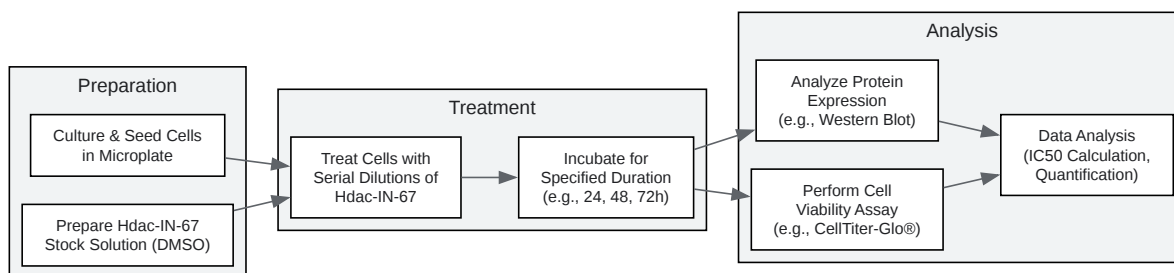 Preparation
Culture & Seed Cells
in Microplate
Prepare Hdac-IN-67
Stock Solution (DMSO)
Treatment
Treat Cells with
Serial Dilutions of
Hdac-IN-67
Incubate for
Specified Duration
(e.g., 24, 48, 72h)
Analysis
Analyze Protein
Expression
(e.g., Western Blot)
Perform Cell
Viability Assay
(e.g., CellTiter-Glo®)
Data Analysis
(IC50 Calculation,
Quantification)